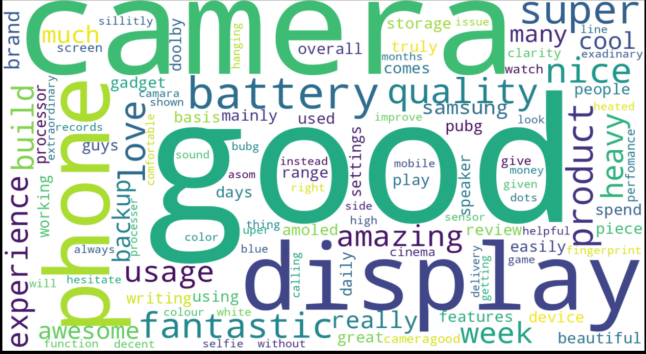 camera
super
brand
much
sillitly
screen
doolby
hanging
overall
storage
issue
truly
months
comes
many
line
cool
clarity
exadinary
watch
nice
people
gadget
camara
shown
battery
quality
samsung
basis
mainly
used
improve
pubg
look
heated
build
processor
extraordinary
records
guys
love
comfortable
phone
good
sound
bubg
asom
instead
range
right
settings
mobile
play
speaker
give
money
given
dots
product
heavy
perfomance
spend
experience
working
backup
processer
days
side
high
sensor
piece
always
color
thing
uper
blue
amoled
amazing
cinema
review
helpful
easily
fingerprint
will
hesitate
usage
calling
daily
display
delivery
getting
game
writing
using
colour
white
awesome
fantastic
really
features
device
week
function
decent
selfie
without
great
cameragood
beautiful